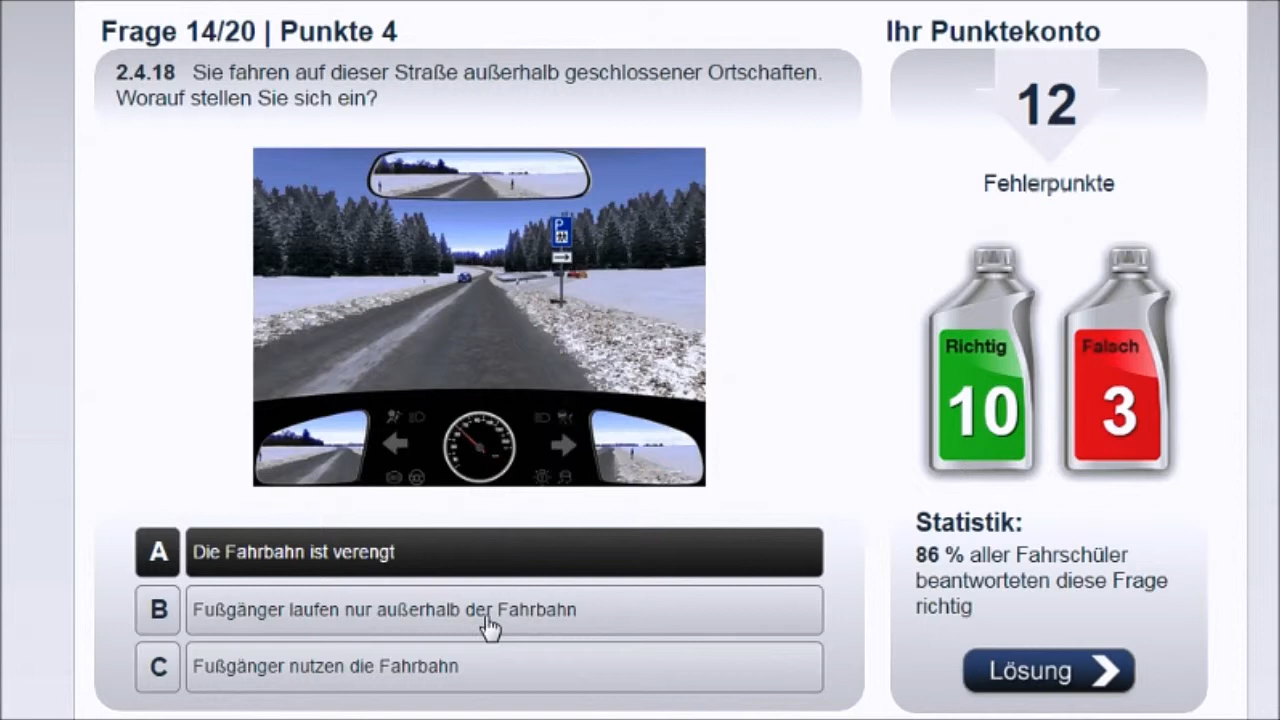 Frage 14/20 | Punkte 4
Ihr Punktekonto
2.4.18 Sie fahren auf dieser Straße außerhalb geschlossener Ortschaften.
Worauf stellen Sie sich ein?
12
Fehlerpunkte
P
Richtig
10
Falsch
3
A Die Fahrbahn ist verengt
B Fußgänger laufen nur außerhalb der Fahrbahn
C Fußgänger nutzen die Fahrbahn
Statistik:
86 % aller Fahrschüler
beantworteten diese Frage
richtig
Lösung